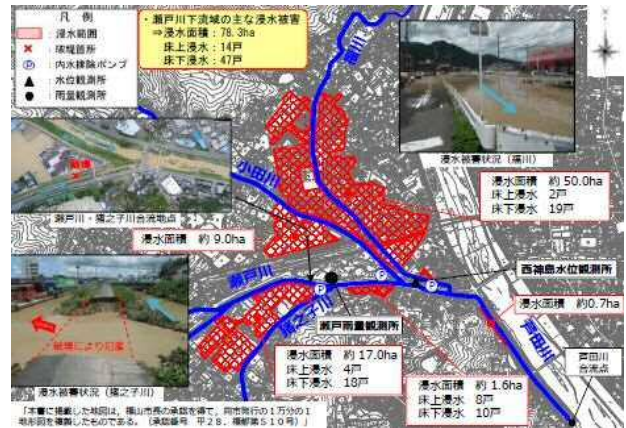 凡 例
浸水範囲
破堤箇所
内水排除ポンプ
水位観測所
雨量観測所
・瀬戸川下流域の主な浸水被害
⇒浸水面積:78.3ha
床上浸水:14戸
床下浸水:47戸
福川
浸水被害状況(福川)
小田川
瀬戸川・猪之子川合流地点
浸水面積 約50.0ha
床上浸水 2戸
床下浸水 19戸
浸水面積 約9.0ha
瀬戸川
西神島水位観測所
猪之子川
瀬戸雨量観測所
浸水面積 約0.7ha
芦田川
芦田川
合流点
破堤により氾濫
浸水被害状況(猪之子川)
浸水面積 約17.0ha
床上浸水 4戸
床下浸水 18戸
浸水面積 約1.6ha
床上浸水 8戸
床下浸水 10戸
「本書に掲載した地図は,福山市長の承認を得て,同市発行の1万分の1
地形図を複製したものである。(承認番号 平28,福都第510号)」